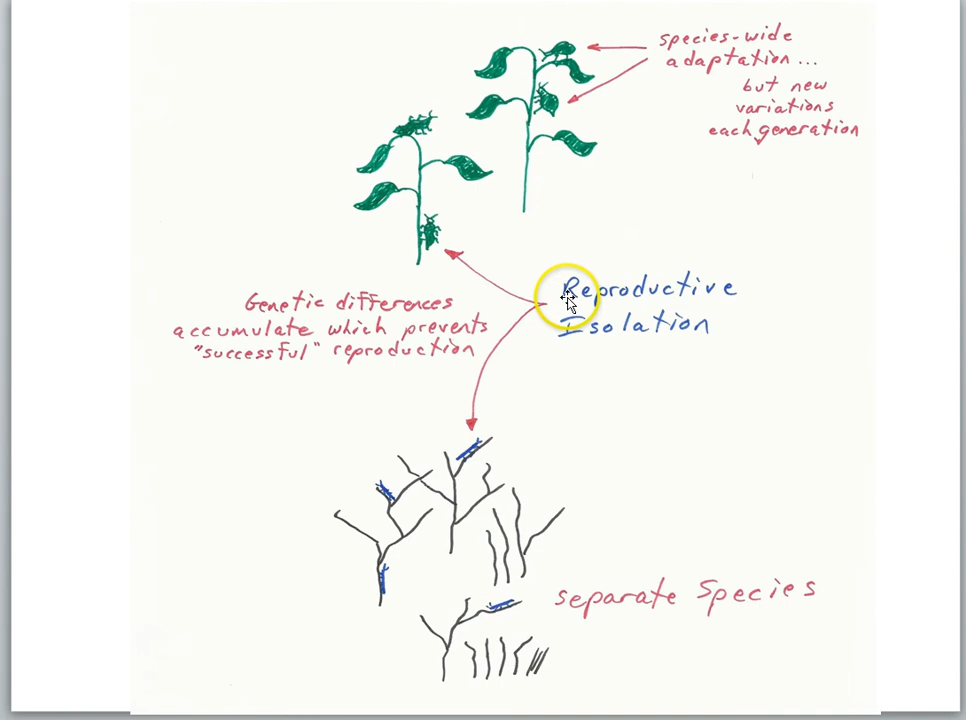 species-wide
adaptation...
but new
variations
each generation
Reproductive
Isolation
Genetic differences
accumulate which prevents
"successful" reproduction
separate Species